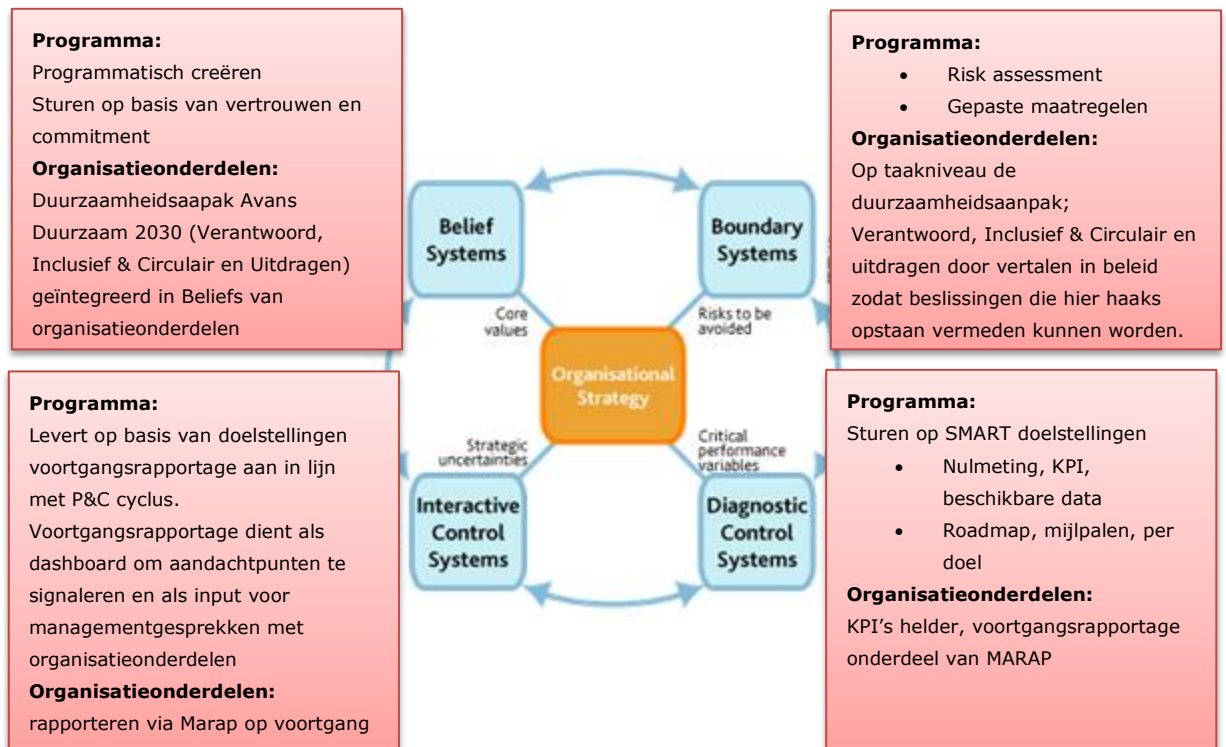 Programma:
Programmatisch creëren
Sturen op basis van vertrouwen en
commitment
Organisatieonderdelen:
Duurzaamheidsaapak Avans
Duurzaam 2030 (Verantwoord,
Inclusief & Circulair en Uitdragen)
geïntegreerd in Beliefs van
organisatieonderdelen
Programma:
• Risk assessment
• Gepaste maatregelen
Organisatieonderdelen:
Op taakniveau de
duurzaamheidsaanpak;
Verantwoord, Inclusief & Circulair en
uitdragen door vertalen in beleid
zodat beslissingen die hier haaks
opstaan vermeden kunnen worden.
Belief
Systems
Boundary
Systems
Core
values
Risks to be
avoided
Organisational
Strategy
Strategic
uncertainties
Critical
performance
variables
Interactive
Control
Systems
Diagnostic
Control
Systems
Programma:
Levert op basis van doelstellingen
voortgangsrapportage aan in lijn
met P&C cyclus.
Voortgangsrapportage dient als
dashboard om aandachtpunten te
signaleren en als input voor
managementgesprekken met
organisatieonderdelen
Organisatieonderdelen:
rapporteren via Marap op voortgang
Programma:
Sturen op SMART doelstellingen
• Nulmeting, KPI,
beschikbare data
• Roadmap, mijlpalen, per
doel
Organisatieonderdelen:
KPI's helder, voortgangsrapportage
onderdeel van MARAP